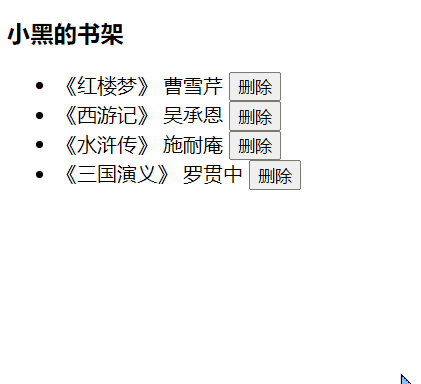 小黑的书架
《红楼梦》 曹雪芹 删除
《西游记》 吴承恩 删除
《水浒传》 施耐庵 删除
《三国演义》 罗贯中 删除